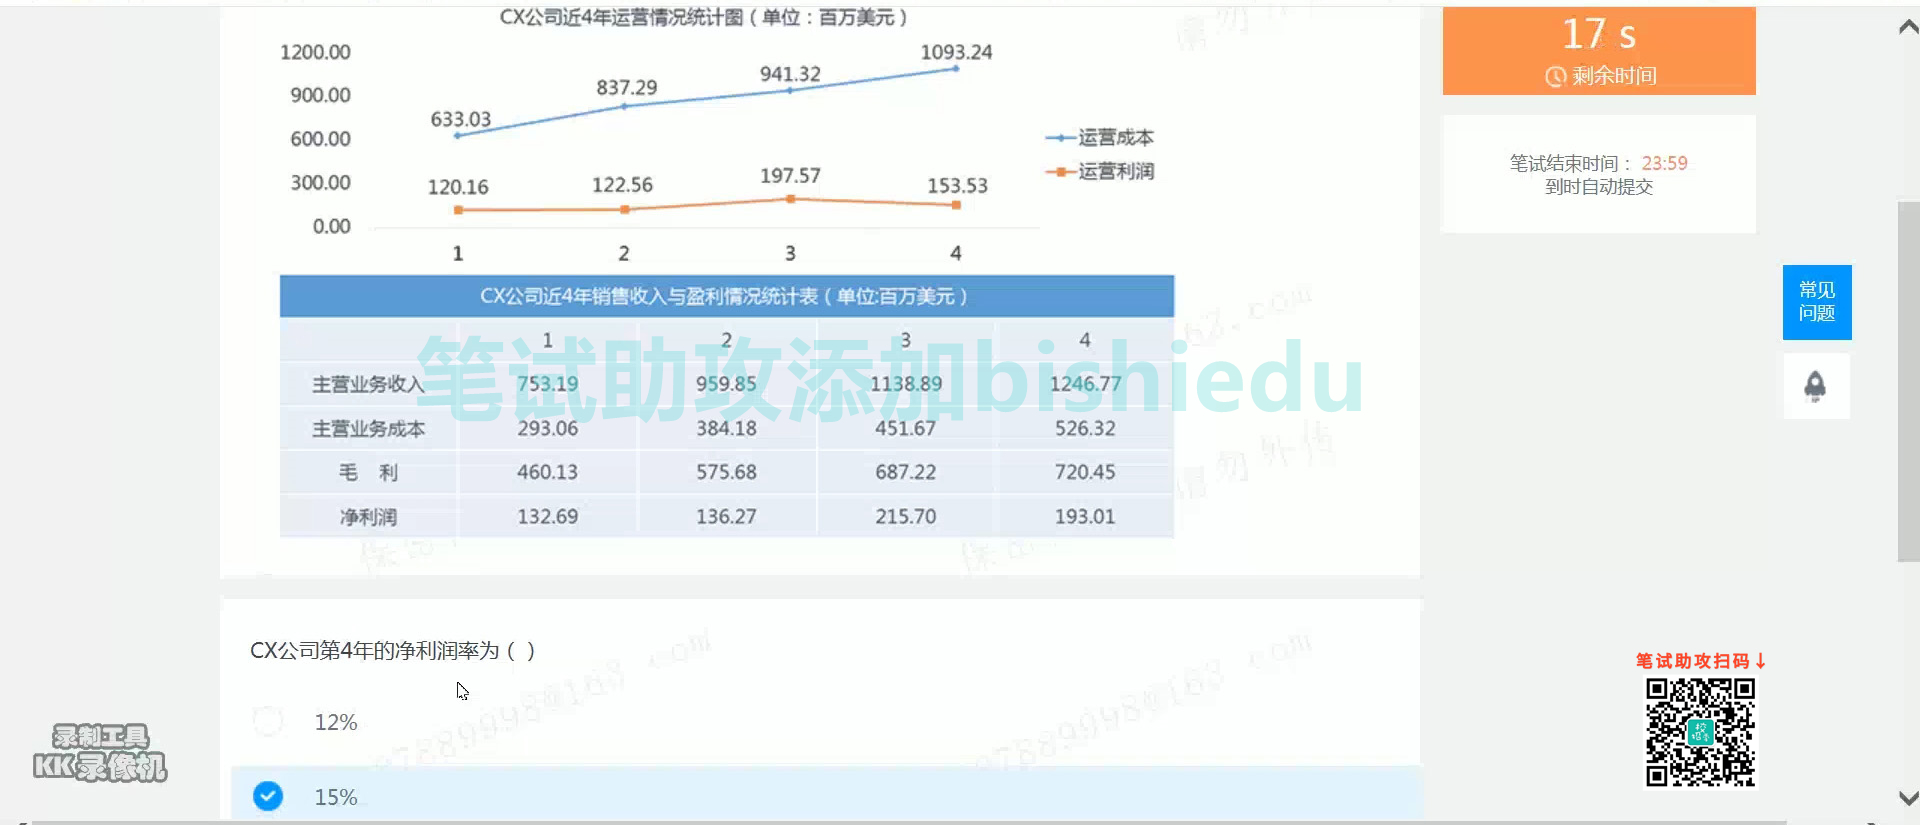 CX公司近4年运营情况统计图（单位：百万美元）
1200.00
900.00
600.00
300.00
0.00
633.03
837.29
941.32
1093.24
120.16
122.56
197.57
153.53
1 2 3 4
运营成本
运营利润
CX公司近4年销售收入与盈利情况统计表（单位:百万美元）
1 2 3 4
主营业务收入 753.19 959.85 1138.89 1246.77
主营业务成本 293.06 384.18 451.67 526.32
毛 利 460.13 575.68 687.22 720.45
净利润 132.69 136.27 215.70 193.01
笔试助攻添加bishiedu
CX公司第4年的净利润率为（ ）
12%
15%
17 s
剩余时间
笔试结束时间： 23:59
到时自动提交
常见
问题
笔试助攻扫码↓
录制工具
KK录像机